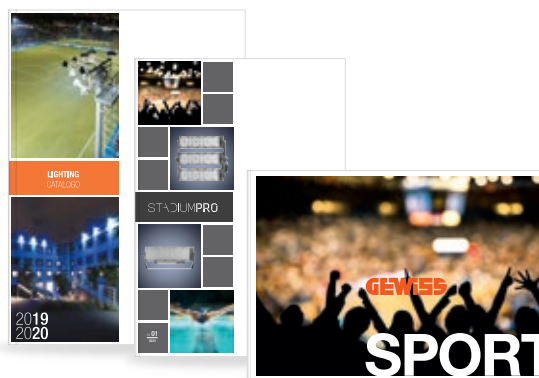 LIGHTING
CATALOGO
2019
2020
STADIUMPRO
01
GEWISS
SPORT